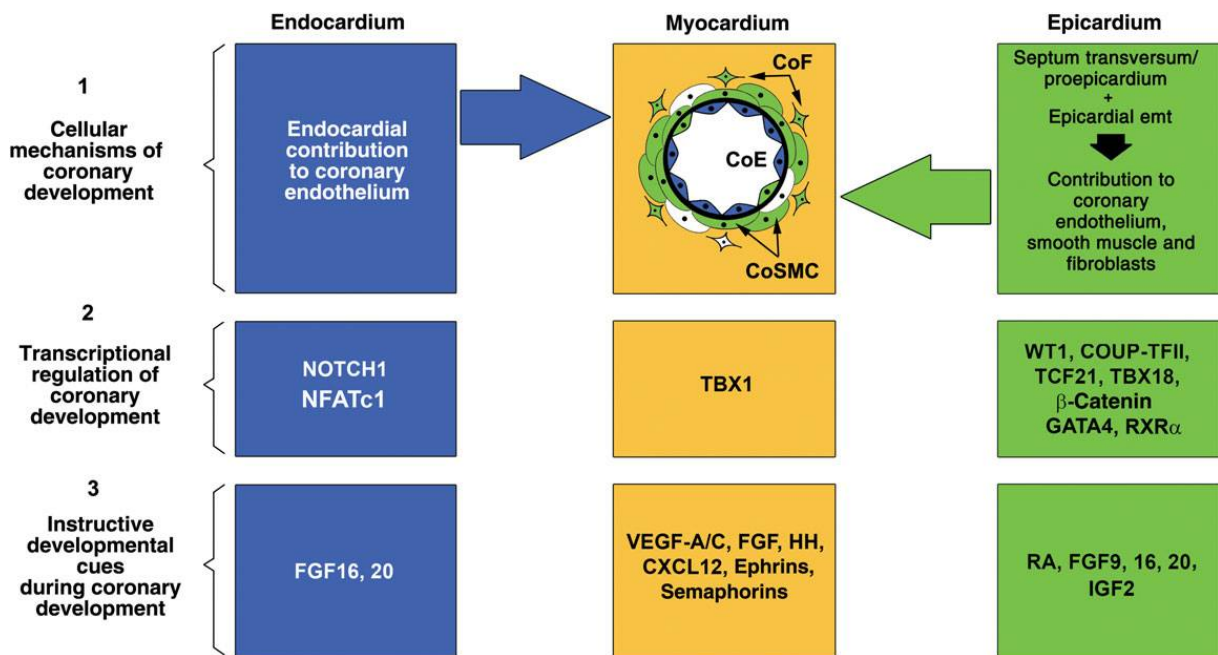 Endocardium
Myocardium
Epicardium
1
Cellular
mechanisms of
coronary
development
Endocardial
contribution
to coronary
endothelium
CoF
CoE
CoSMC
Septum transversum/
proepicardium
+
Epicardial emt
Contribution to
coronary
endothelium,
smooth muscle and
fibroblasts
2
Transcriptional
regulation of
coronary
development
NOTCH1
NFATc1
TBX1
WT1, COUP-TFII,
TCF21, TBX18,
β-Catenin
GATA4, RXRα
3
Instructive
developmental
cues
during coronary
development
FGF16, 20
VEGF-A/C, FGF, HH,
CXCL12, Ephrins,
Semaphorins
RA, FGF9, 16, 20,
IGF2